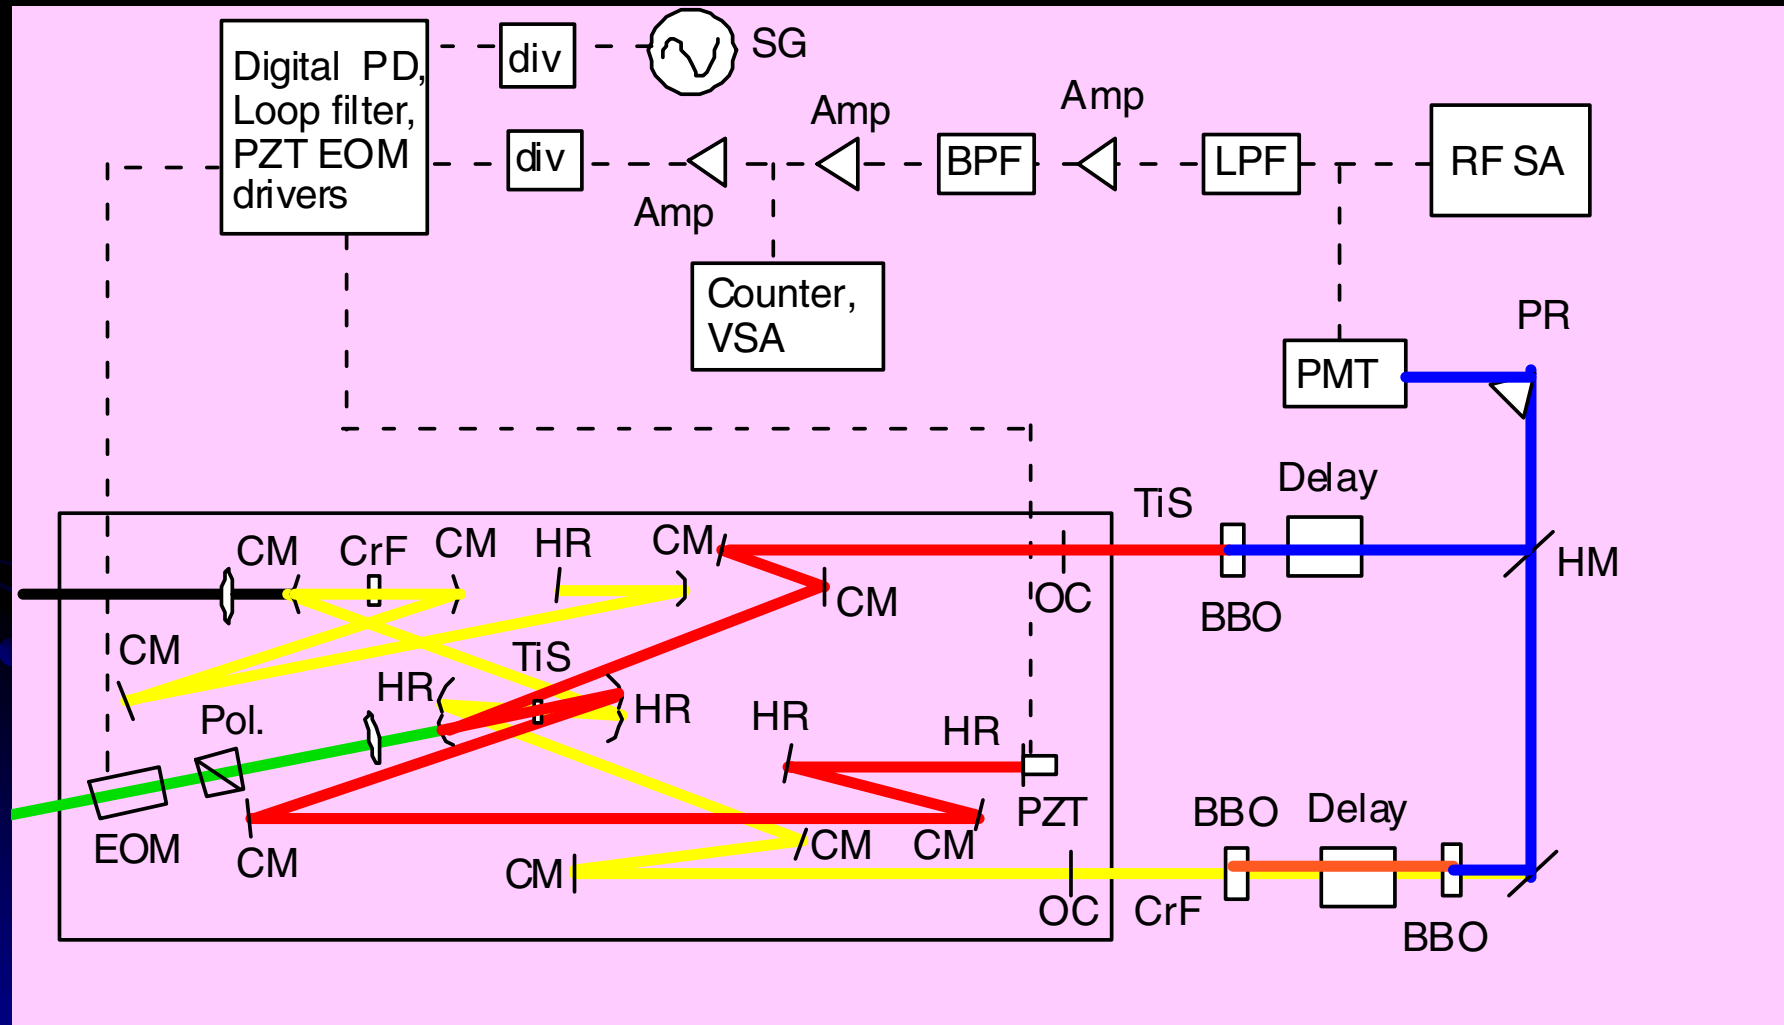 SG
div
Digital PD,
Loop filter,
PZT EOM
drivers
Amp
Amp
div
BPF
LPF
RF SA
Amp
Counter,
VSA
PR
PMT
Delay
TiS
CM
CrF
CM
HR
CM
HM
CM
OC
BBO
CM
TiS
HR
HR
Pol.
HR
HR
PZT
BBO
Delay
EOM
CM
CM
CM
CM
OC
CrF
BBO